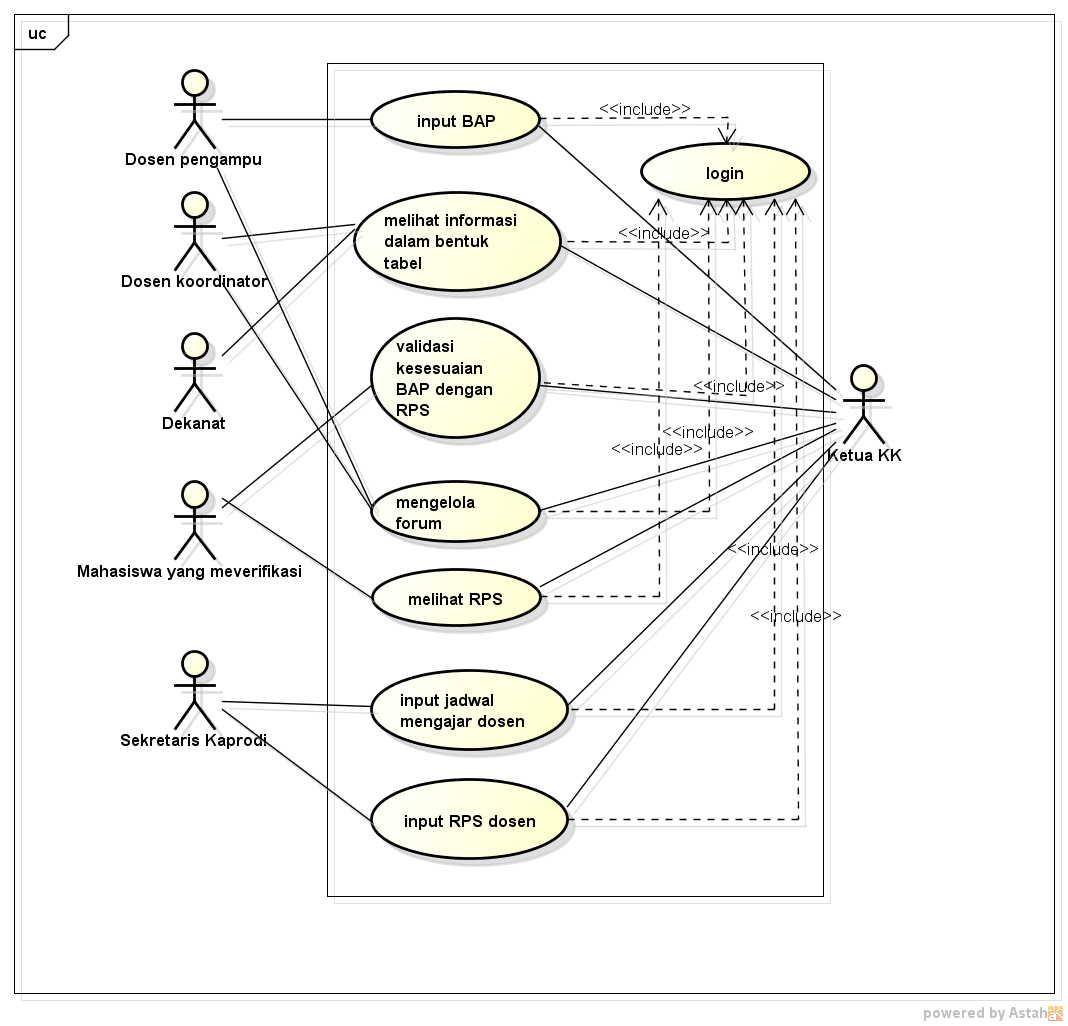 uc
Dosen pengampu
input BAP
<<include>>
login
Dosen koordinator
melihat informasi
dalam bentuk
tabel
<<include>>
Dekanat
validasi
kesesuaian
BAP dengan
RPS
<<include>>
Ketua KK
<<include>>
<<include>>
mengelola
forum
Mahasiswa yang meverifikasi
melihat RPS
<<include>>
<<include>>
Sekretaris Kaprodi
input jadwal
mengajar dosen
input RPS dosen
powered by Astah